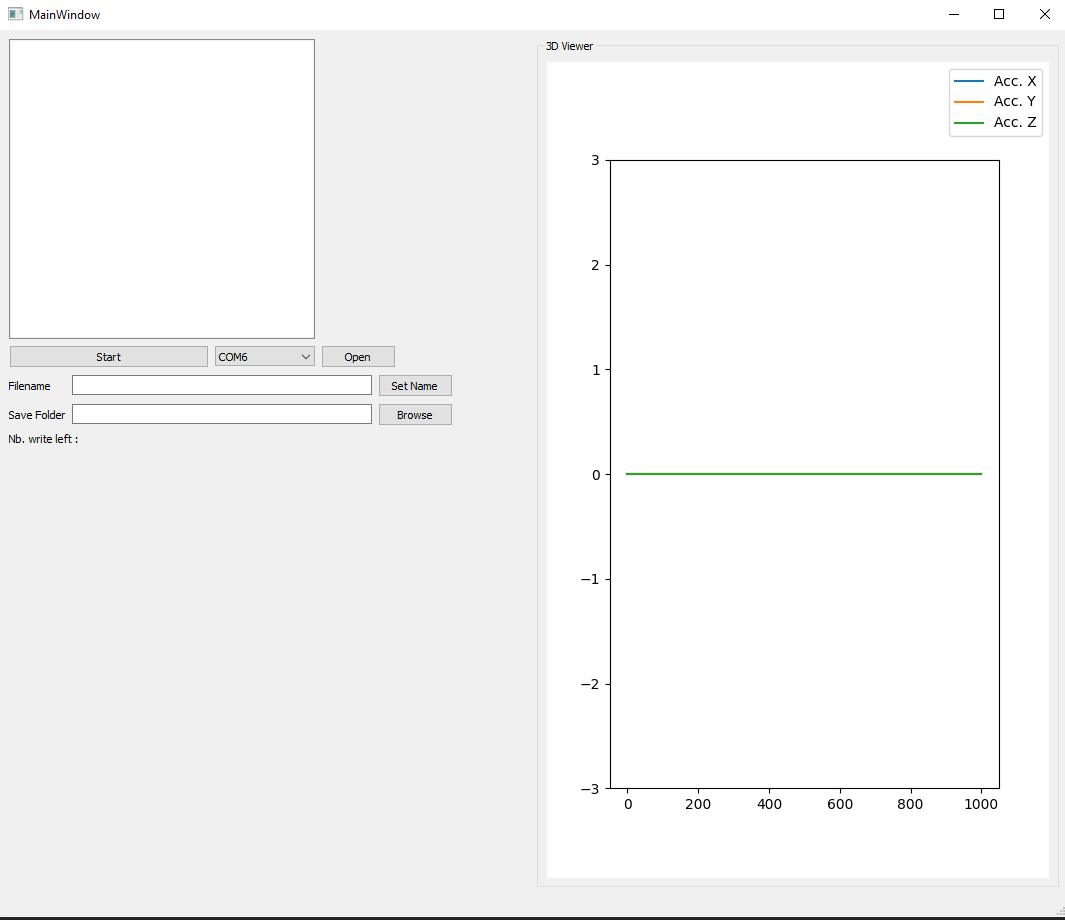 MainWindow
Start COM6 Open
Filename Set Name
Save Folder Browse
Nb. write left :
3D Viewer
Acc. X
Acc. Y
Acc. Z
3
2
1
0
−1
−2
−3
0 200 400 600 800 1000